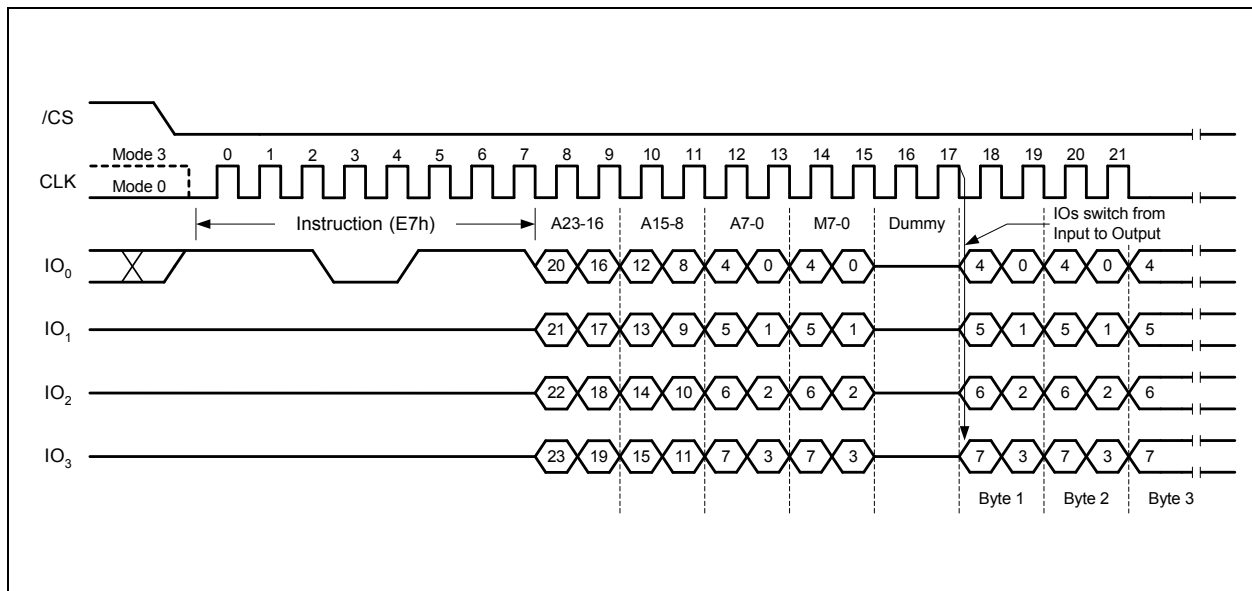 /CS
Mode 3 0 1 2 3 4 5 6 7 8 9 10 11 12 13 14 15 16 17 18 19 20 21
CLK Mode 0
Instruction (E7h) A23-16 A15-8 A7-0 M7-0 Dummy IOs switch from
Input to Output
IO0 20 16 12 8 4 0 4 0 4 0 4 0 4
IO1 21 17 13 9 5 1 5 1 5 1 5 1 5
IO2 22 18 14 10 6 2 6 2 6 2 6 2 6
IO3 23 19 15 11 7 3 7 3 7 3 7 3 7
Byte 1 Byte 2 Byte 3